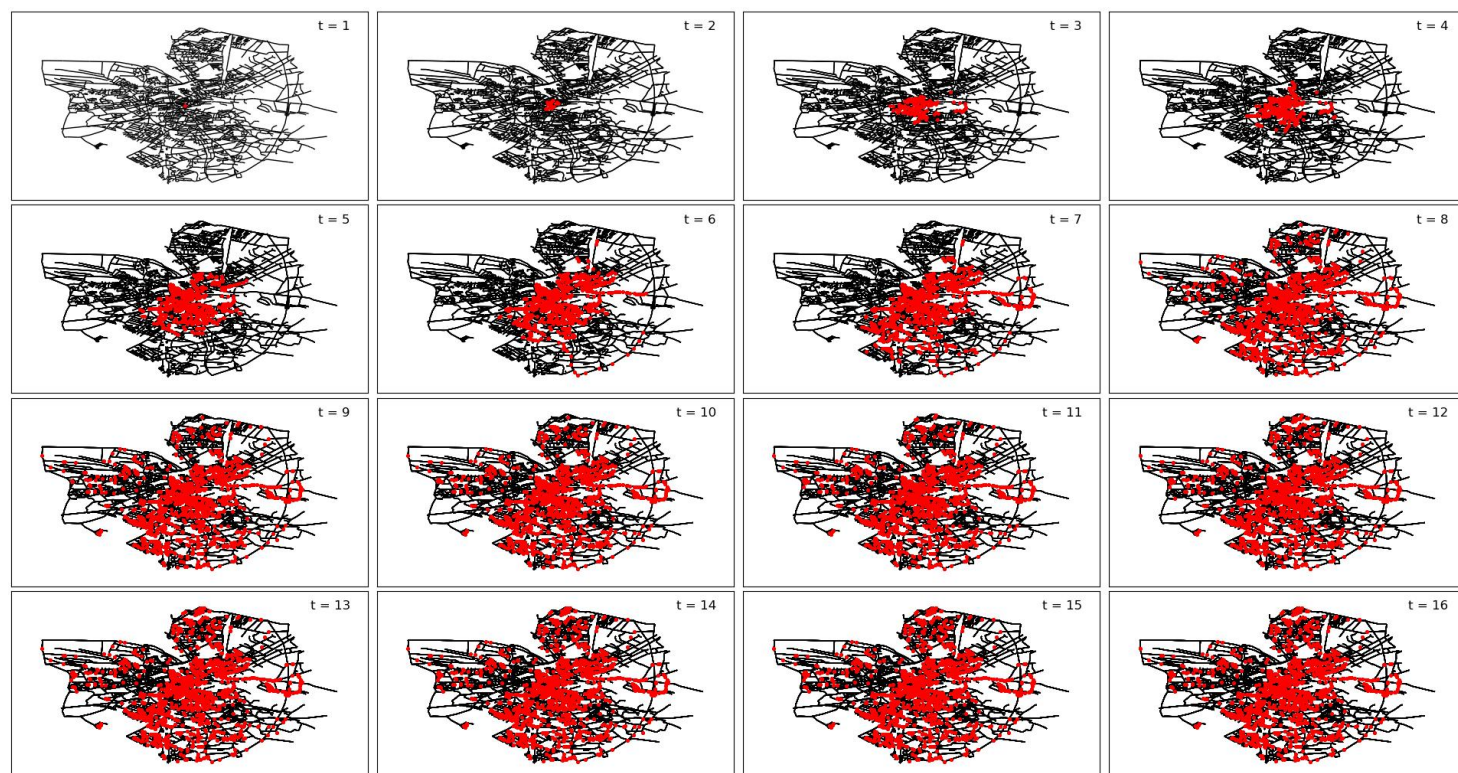 t = 1
t = 2
t = 3
t = 4
t = 5
t = 6
t = 7
t = 8
t = 9
t = 10
t = 11
t = 12
t = 13
t = 14
t = 15
t = 16